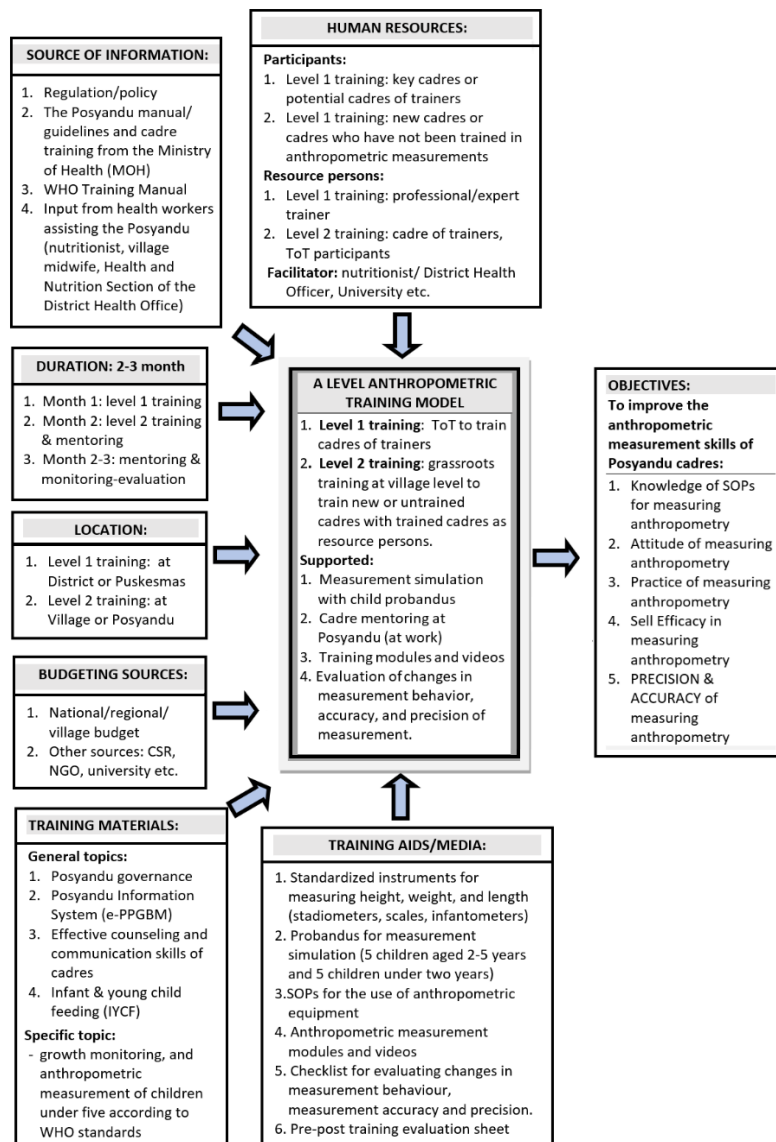 SOURCE OF INFORMATION:
1. Regulation/policy
2. The Posyandu manual/
guidelines and cadre
training from the Ministry
of Health (MOH)
3. WHO Training Manual
4. Input from health workers
assisting the Posyandu
(nutritionist, village
midwife, Health and
Nutrition Section of the
District Health Office)
HUMAN RESOURCES:
Participants:
1. Level 1 training: key cadres or
potential cadres of trainers
2. Level 1 training: new cadres or
cadres who have not been trained in
anthropometric measurements
Resource persons:
1. Level 1 training: professional/expert
trainer
2. Level 2 training: cadre of trainers,
ToT participants
Facilitator: nutritionist/ District Health
Officer, University etc.
DURATION: 2-3 month
1. Month 1: level 1 training
2. Month 2: level 2 training
& mentoring
3. Month 2-3: mentoring &
monitoring-evaluation
LOCATION:
1. Level 1 training: at
District or Puskesmas
2. Level 2 training: at
Village or Posyandu
BUDGETING SOURCES:
1. National/regional/
village budget
2. Other sources: CSR,
NGO, university etc.
A LEVEL ANTHROPOMETRIC
TRAINING MODEL
1. Level 1 training: ToT to train
cadres of trainers
2. Level 2 training: grassroots
training at village level to
train new or untrained
cadres with trained cadres as
resource persons.
Supported:
1. Measurement simulation
with child probandus
2. Cadre mentoring at
Posyandu (at work)
3. Training modules and videos
4. Evaluation of changes in
measurement behavior,
accuracy, and precision of
measurement.
OBJECTIVES:
To improve the
anthropometric
measurement skills of
Posyandu cadres:
1. Knowledge of SOPs
for measuring
anthropometry
2. Attitude of measuring
anthropometry
3. Practice of measuring
anthropometry
4. Sell Efficacy in
measuring
anthropometry
5. PRECISION &
ACCURACY of
measuring
anthropometry
TRAINING MATERIALS:
General topics:
1. Posyandu governance
2. Posyandu Information
System (e-PPGBM)
3. Effective counseling and
communication skills of
cadres
4. Infant & young child
feeding (IYCF)
Specific topic:
- growth monitoring, and
anthropometric
measurement of children
under five according to
WHO standards
TRAINING AIDS/MEDIA:
1. Standardized instruments for
measuring height, weight, and length
(stadiometers, scales, infantometers)
2. Probandus for measurement
simulation (5 children aged 2-5 years
and 5 children under two years)
3.SOPs for the use of anthropometric
equipment
4. Anthropometric measurement
modules and videos
5. Checklist for evaluating changes in
measurement behaviour,
measurement accuracy and precision.
6. Pre-post training evaluation sheet